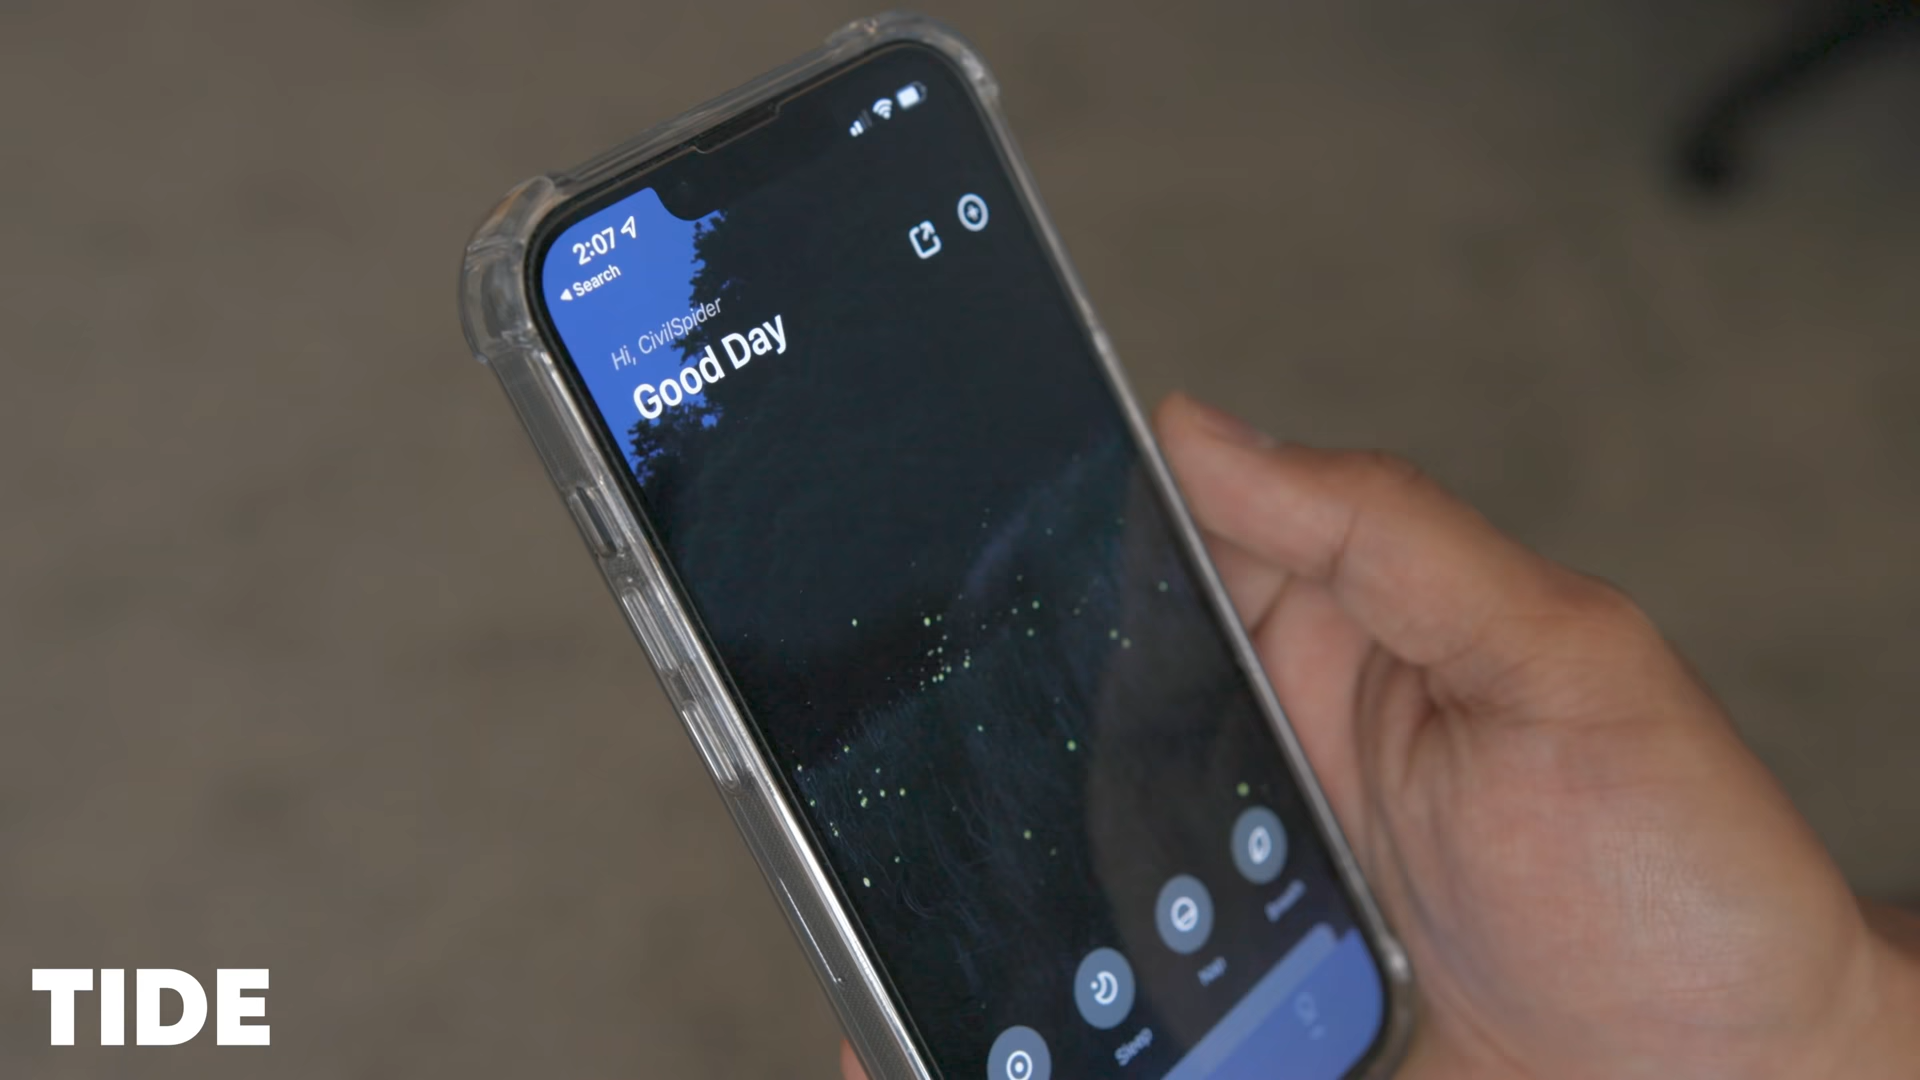 2:07
Search
Hi, CivilSpider
Good Day
Sleep
Nap
TIDE